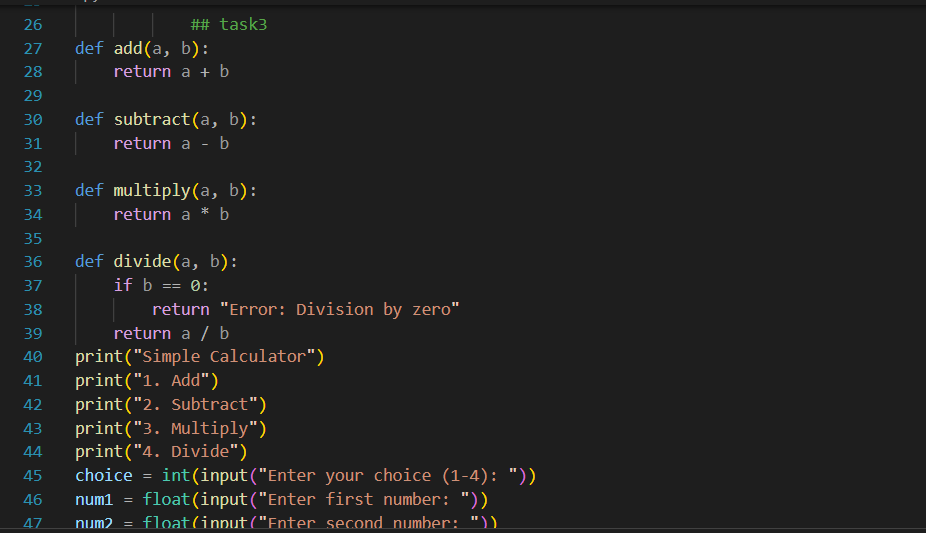 26 ## task3
27 def add(a, b):
28 return a + b
29
30 def subtract(a, b):
31 return a - b
32
33 def multiply(a, b):
34 return a * b
35
36 def divide(a, b):
37 if b == 0:
38 return "Error: Division by zero"
39 return a / b
40 print("Simple Calculator")
41 print("1. Add")
42 print("2. Subtract")
43 print("3. Multiply")
44 print("4. Divide")
45 choice = int(input("Enter your choice (1-4): "))
46 num1 = float(input("Enter first number: "))
47 num2 = float(input("Enter second number: "))